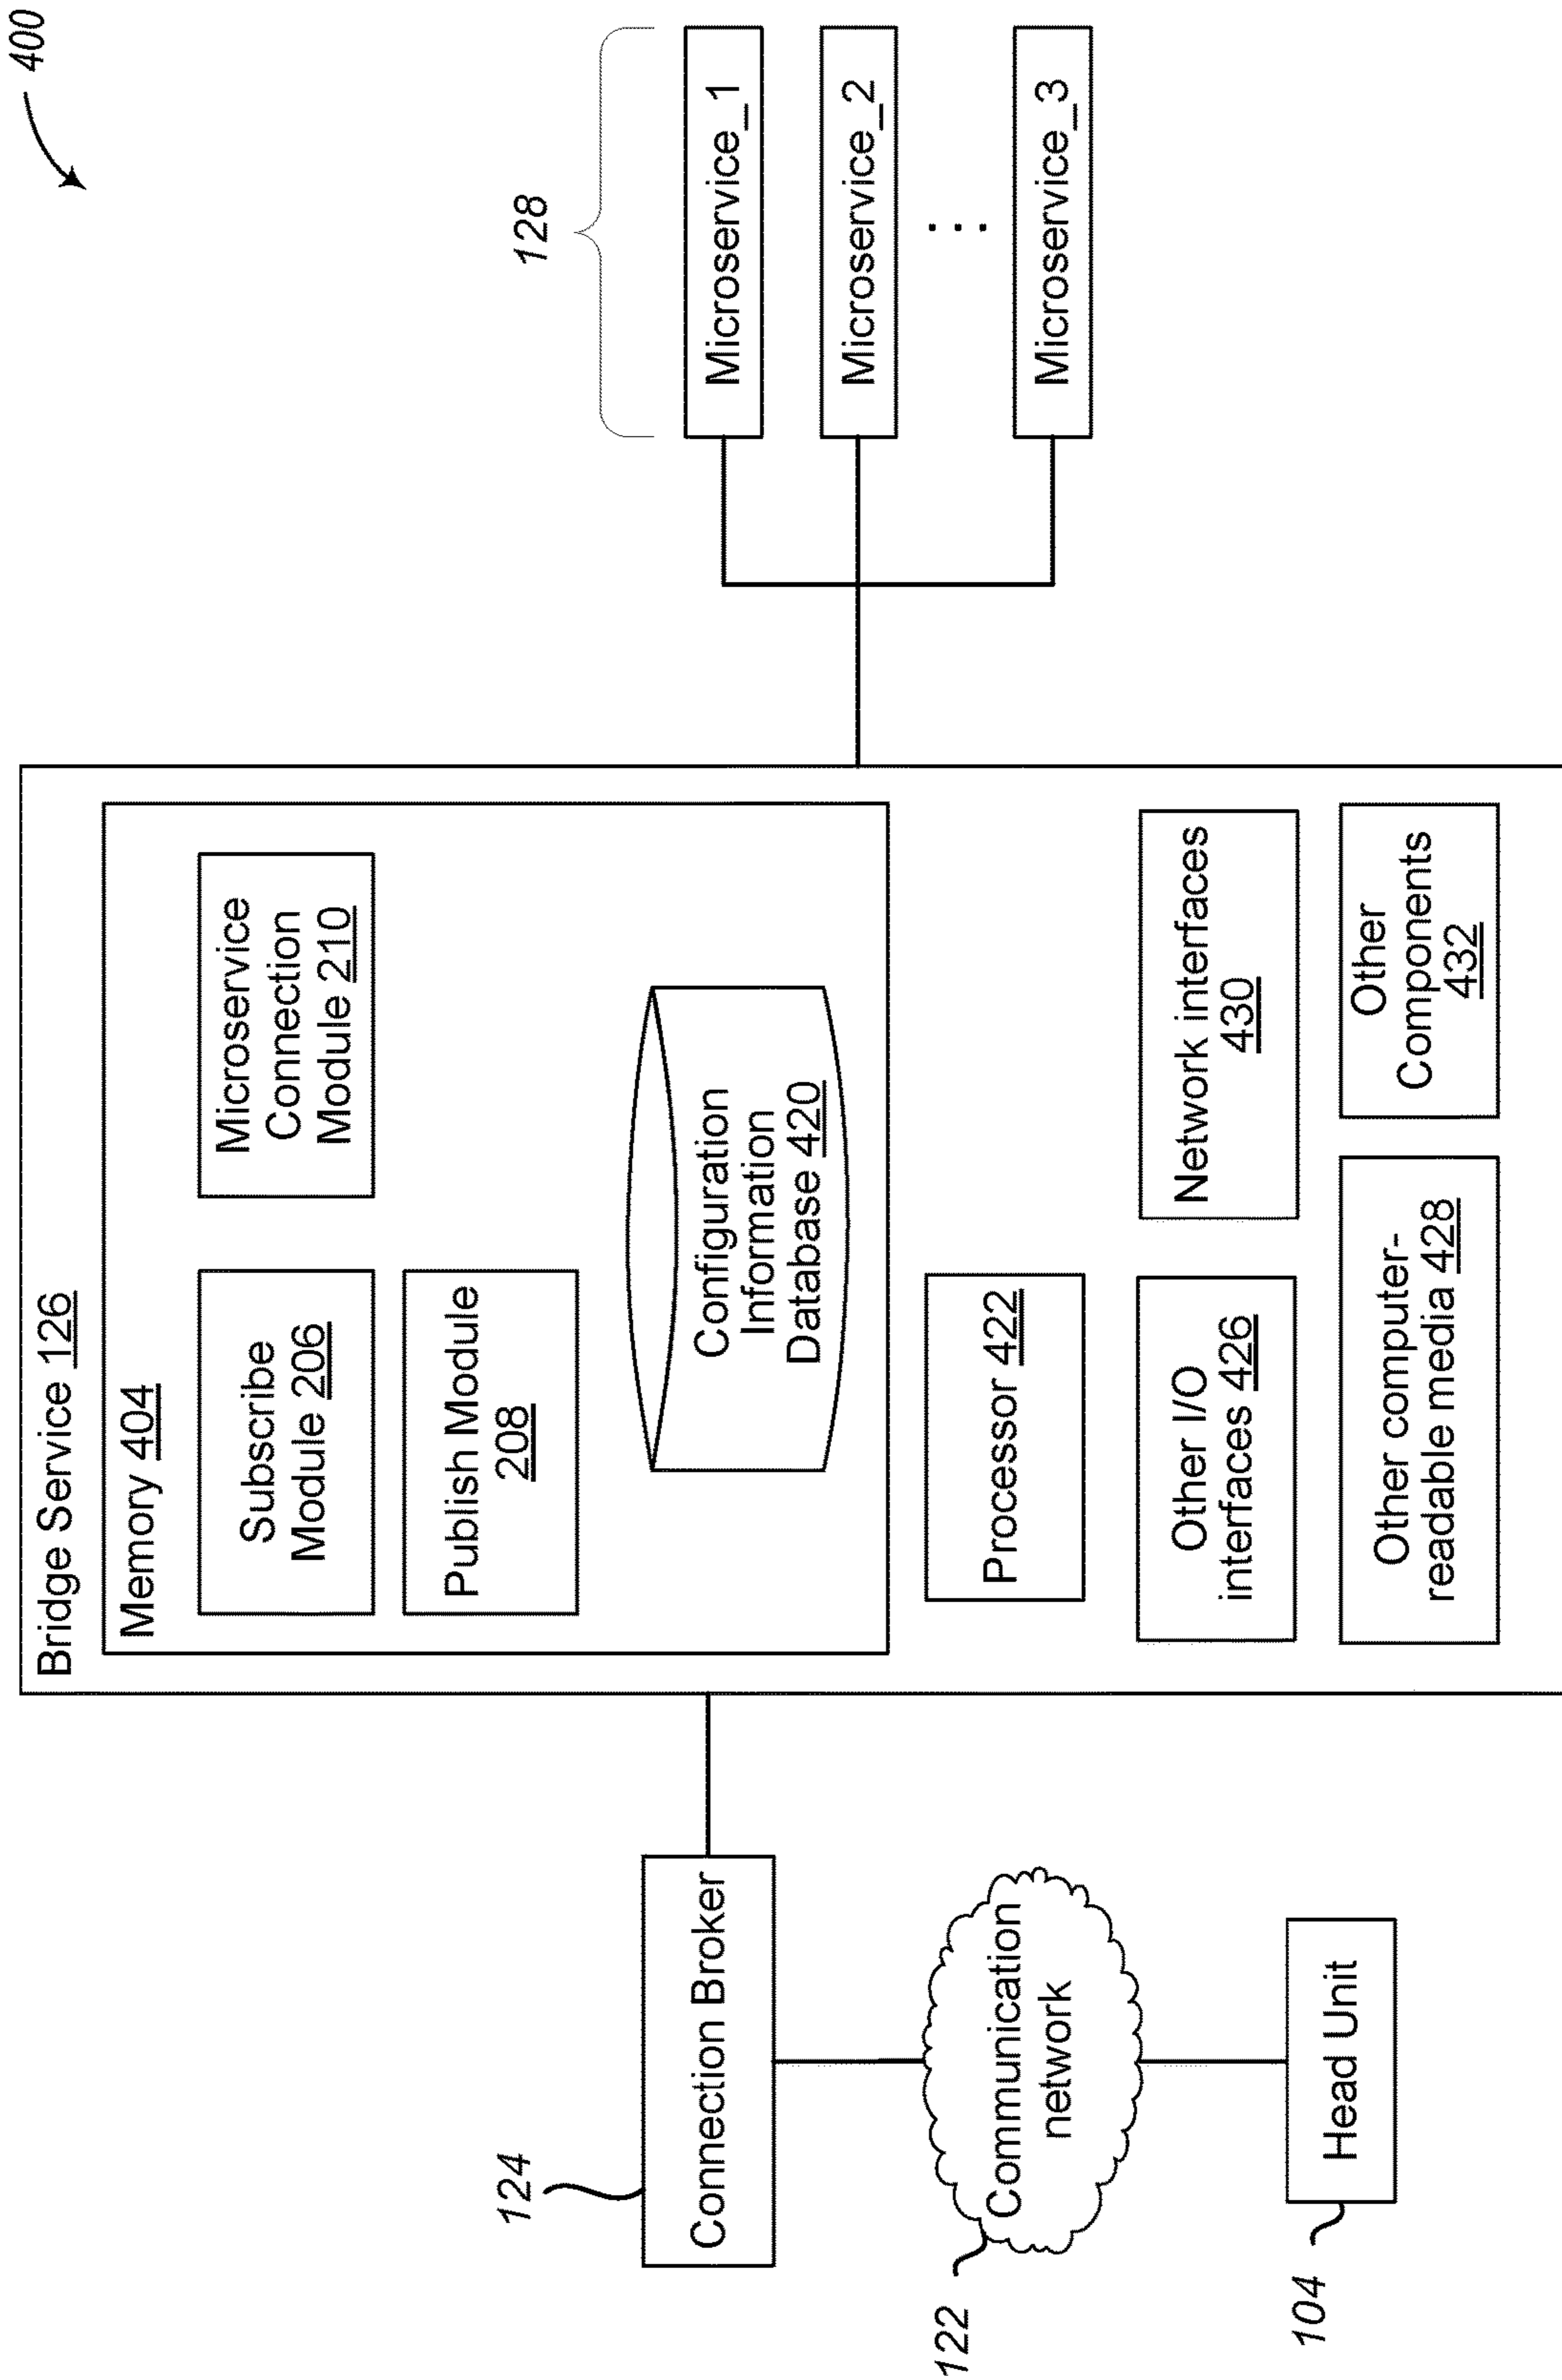 400
Bridge Service 126
Memory 404
Subscribe
Module 206
Microservice
Connection
Module 210
Publish Module
208
Configuration
Information
Database 420
Processor 422
Other I/O
interfaces 426
Network interfaces
430
Other computer-
readable media 428
Other
Components
432
124
Connection Broker
122
Communication
network
104
Head Unit
128
Microservice_1
Microservice_2
...
Microservice_3